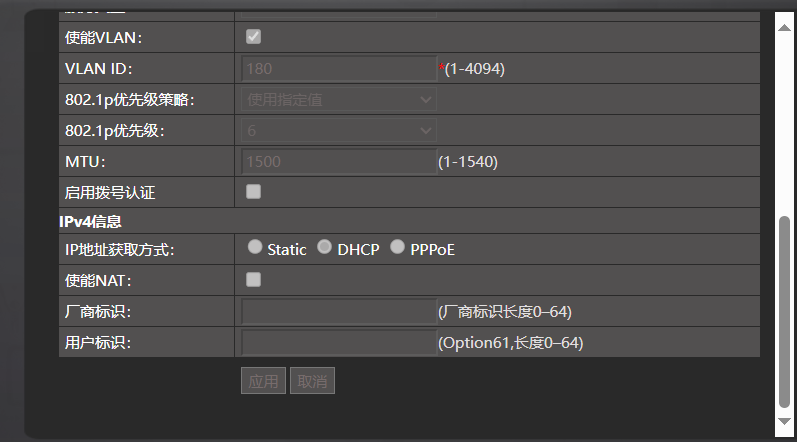 使能VLAN：
VLAN ID： 180 *(1-4094)
802.1p优先级策略： 使用指定值
802.1p优先级： 6
MTU： 1500 (1-1540)
启用拨号认证
IPv4信息
IP地址获取方式： Static DHCP PPPoE
使能NAT：
厂商标识： (厂商标识长度0–64)
用户标识： (Option61,长度0–64)
应用 取消